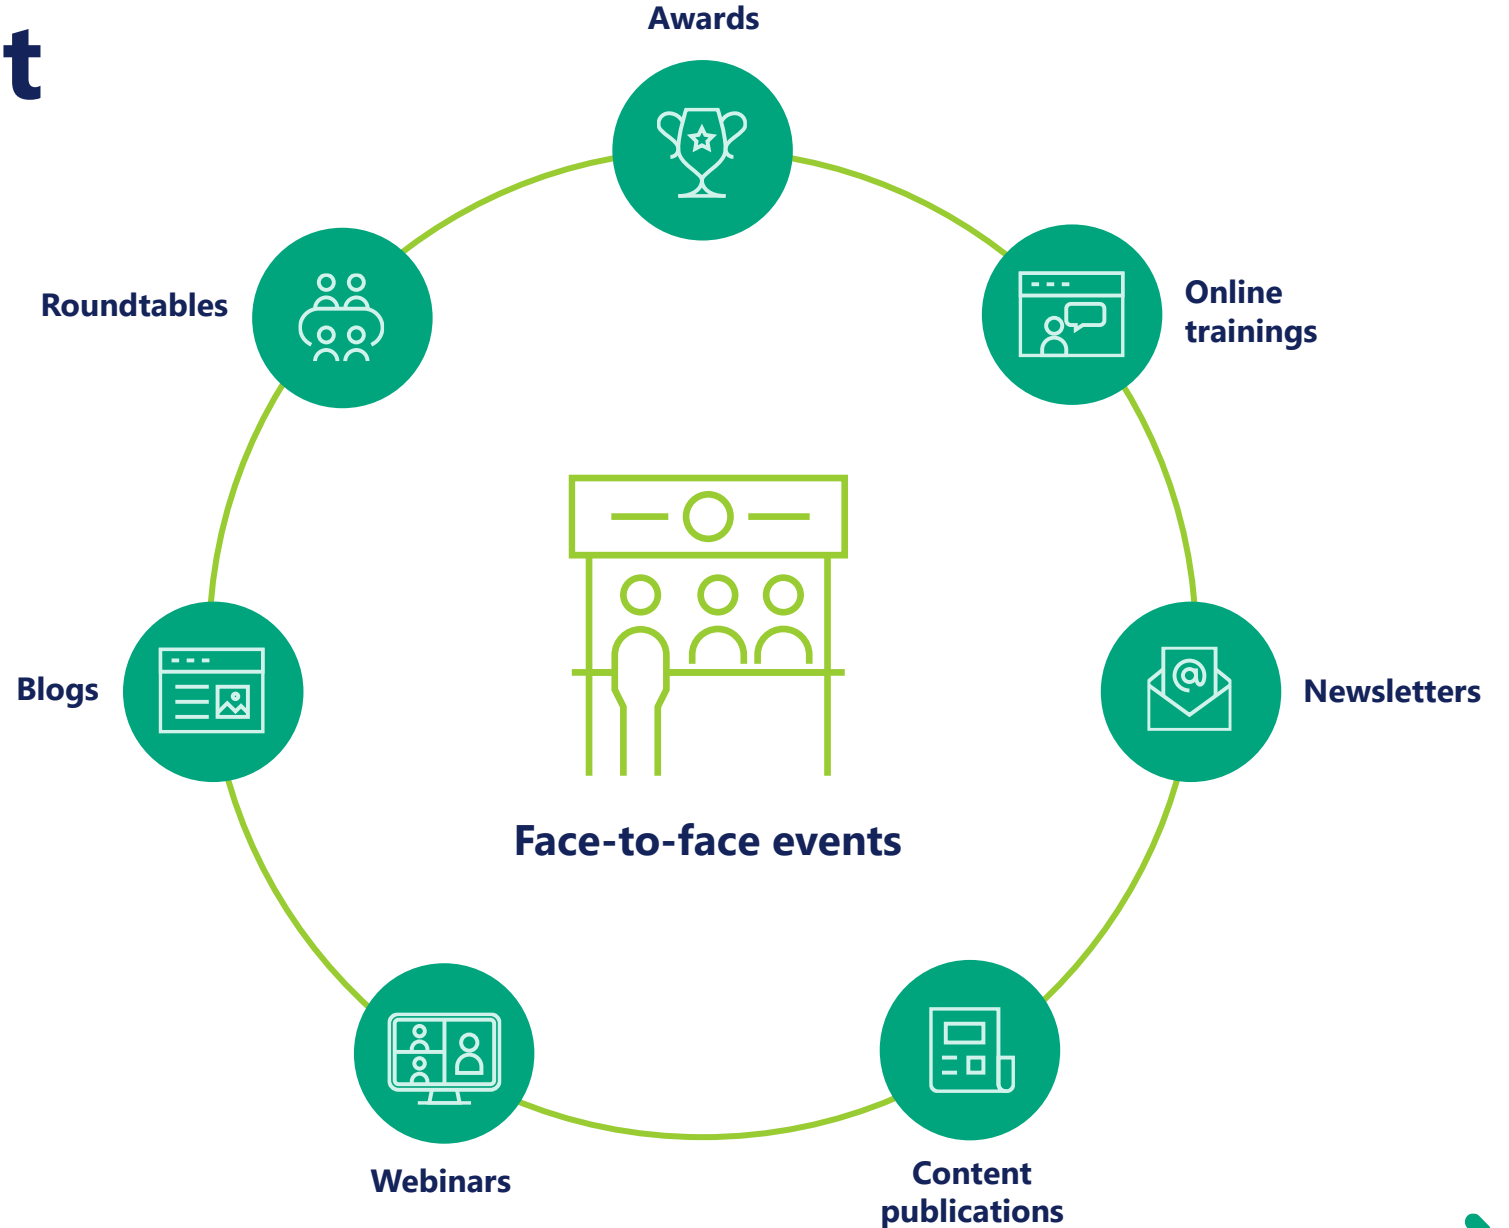 t
Awards
Online
trainings
Roundtables
Newsletters
Blogs
Face-to-face events
Content
publications
Webinars
@